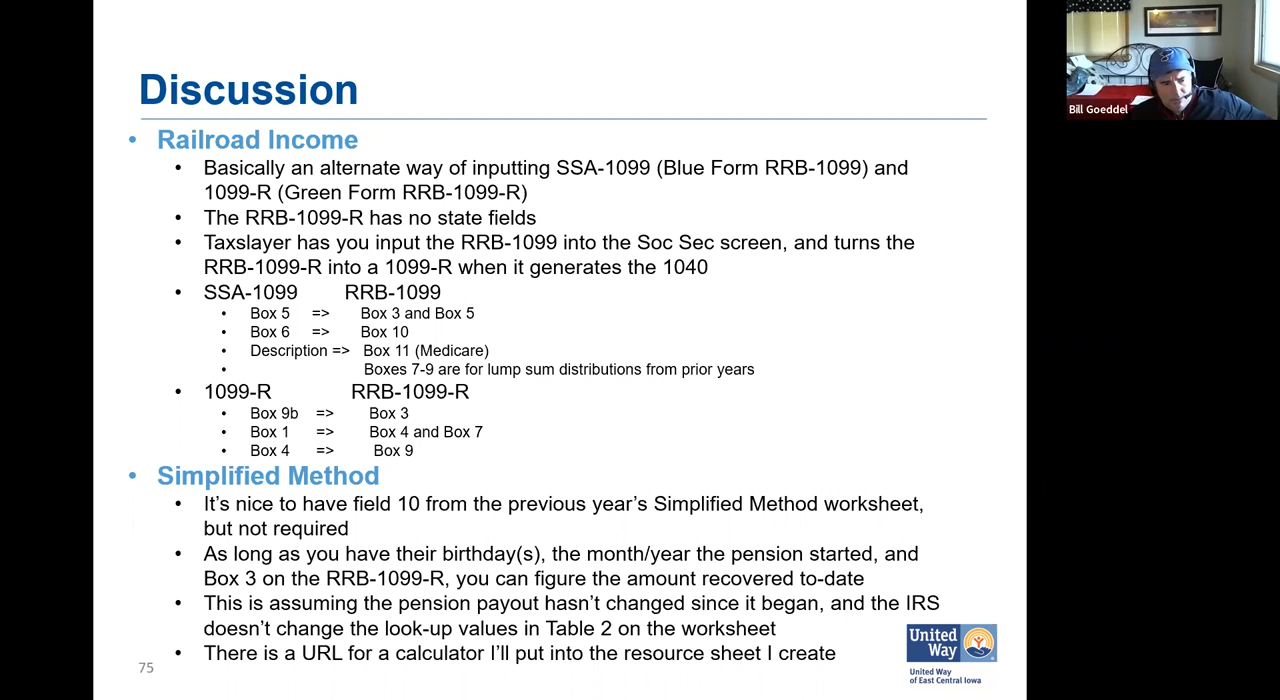 Discussion
• Railroad Income
• Basically an alternate way of inputting SSA-1099 (Blue Form RRB-1099) and
1099-R (Green Form RRB-1099-R)
• The RRB-1099-R has no state fields
• Taxslayer has you input the RRB-1099 into the Soc Sec screen, and turns the
RRB-1099-R into a 1099-R when it generates the 1040
• SSA-1099 RRB-1099
• Box 5 => Box 3 and Box 5
• Box 6 => Box 10
• Description => Box 11 (Medicare)
• Boxes 7-9 are for lump sum distributions from prior years
• 1099-R RRB-1099-R
• Box 9b => Box 3
• Box 1 => Box 4 and Box 7
• Box 4 => Box 9
• Simplified Method
• It’s nice to have field 10 from the previous year’s Simplified Method worksheet,
but not required
• As long as you have their birthday(s), the month/year the pension started, and
Box 3 on the RRB-1099-R, you can figure the amount recovered to-date
• This is assuming the pension payout hasn’t changed since it began, and the IRS
doesn’t change the look-up values in Table 2 on the worksheet
• There is a URL for a calculator I’ll put into the resource sheet I create
75
United
Way
United Way
of East Central Iowa
Bill Goeddel